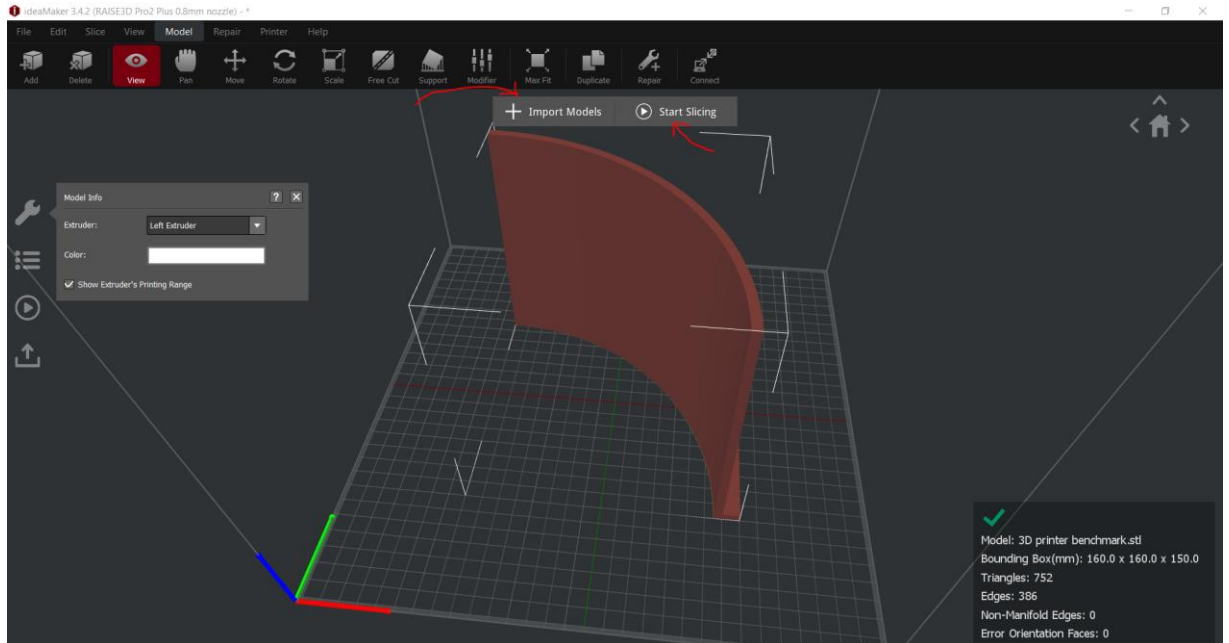 ideaMaker 3.4.2 (RAISE3D Pro2 Plus 0.8mm nozzle) - *
File Edit Slice View Model Repair Printer Help
Add Delete View Pan Move Rotate Scale Free Cut Support Modifier Max Fit Duplicate Repair Connect
Import Models Start Slicing
Model Info ?
Extruder: Left Extruder
Color:
Show Extruder's Printing Range
Model: 3D printer benchmark.stl
Bounding Box(mm): 160.0 x 160.0 x 150.0
Triangles: 752
Edges: 386
Non-Manifold Edges: 0
Error Orientation Faces: 0